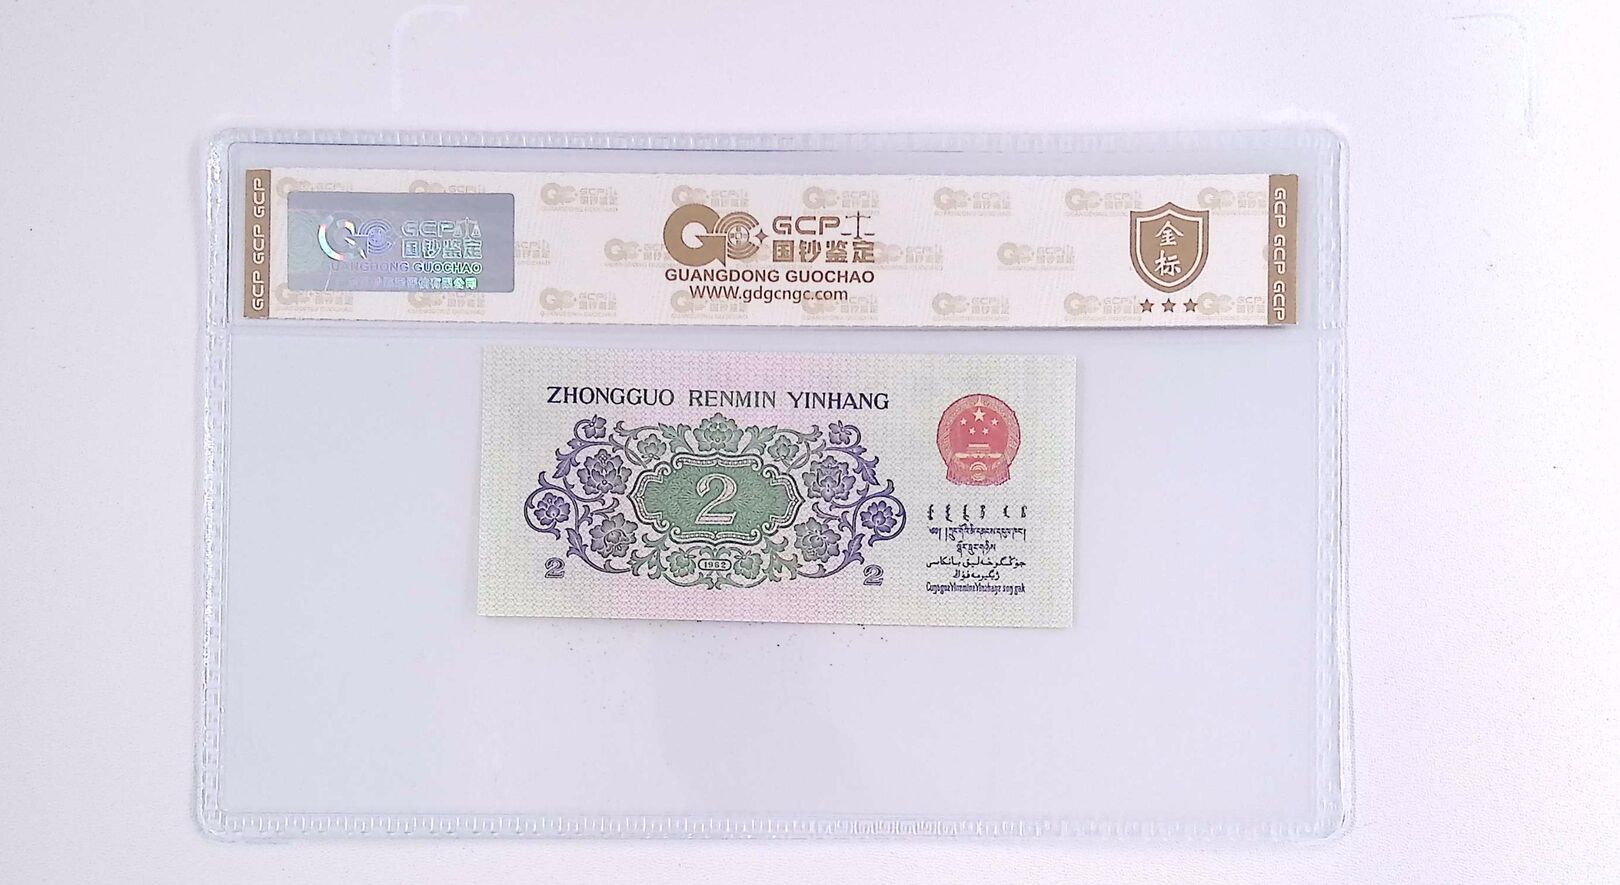 GCP GCP GCP
GCP
国钞鉴定
GUANGDONG GUOCHAO
GCP
国钞鉴定
GUANGDONG GUOCHAO
WWW.gdgcngc.com
金标
GCP GCP GCP
ZHONGGUO RENMIN YINHANG
2
1962
2
2